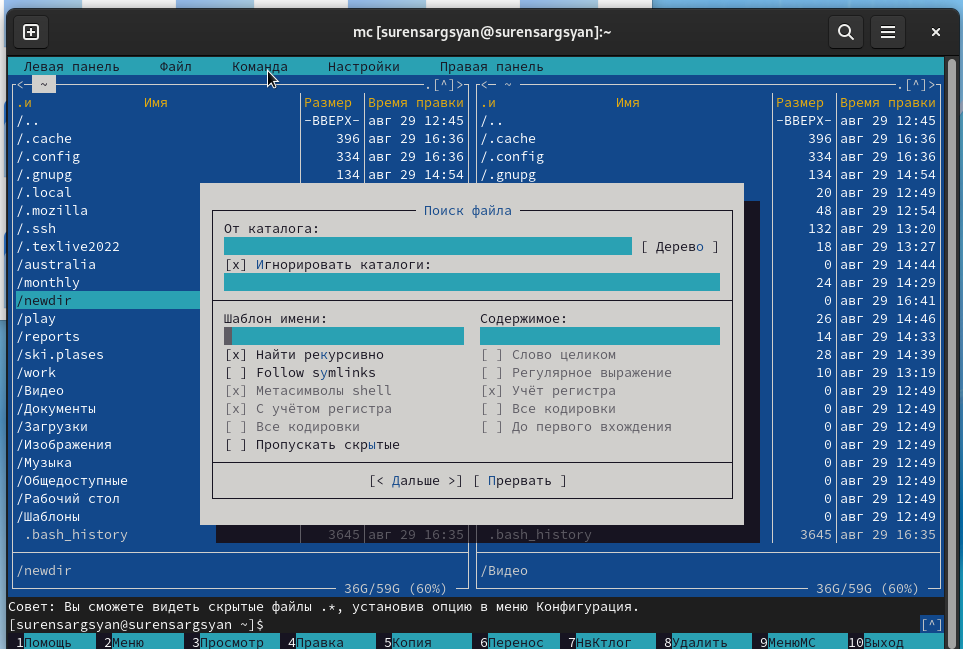 mc [surensargsyan@surensargsyan]:~
Левая панель Файл Команда Настройки Правая панель
<─ ~ .[^]> <─ ~ .[^]>
.и Имя Размер Время правки .и Имя Размер Время правки
/.. -ВВЕРХ- авг 29 12:45 /.. -ВВЕРХ- авг 29 12:45
/.cache 396 авг 29 16:36 /.cache 396 авг 29 16:36
/.config 334 авг 29 16:36 /.config 334 авг 29 16:36
/.gnupg 134 авг 29 14:54 /.gnupg 134 авг 29 14:54
/.local 20 авг 29 12:49
/.mozilla Поиск файла 48 авг 29 12:54
/.ssh От каталога: 132 авг 29 13:20
/.texlive2022 [ Дерево ] 18 авг 29 13:27
/australia [x] Игнорировать каталоги: 0 авг 29 14:44
/monthly 24 авг 29 14:29
/newdir 0 авг 29 16:41
/play Шаблон имени: Содержимое: 26 авг 29 14:46
/reports 14 авг 29 14:33
/ski.plases [x] Найти рекурсивно [ ] Слово целиком 28 авг 29 14:39
/work [ ] Follow symlinks [ ] Регулярное выражение 10 авг 29 13:19
/Видео [x] Метасимволы shell [x] Учёт регистра 0 авг 29 12:49
/Документы [x] С учётом регистра [ ] Все кодировки 0 авг 29 12:49
/Загрузки [ ] Все кодировки [ ] До первого вхождения 0 авг 29 12:49
/Изображения [ ] Пропускать скрытые 0 авг 29 12:49
/Музыка 0 авг 29 12:49
/Общедоступные [< Дальше >] [ Прервать ] 0 авг 29 12:49
/Рабочий стол 0 авг 29 12:49
/Шаблоны 0 авг 29 12:49
.bash_history 3645 авг 29 16:35 .bash_history 3645 авг 29 16:35
/newdir /Видео
36G/59G (60%) 36G/59G (60%)
Совет: Вы сможете видеть скрытые файлы .*, установив опцию в меню Конфигурация.
[surensargsyan@surensargsyan ~]$ [^]
1Помощь 2Меню 3Просмотр 4Правка 5Копия 6Перенос 7НвКтлог 8Удалить 9МенюМС 10Выход